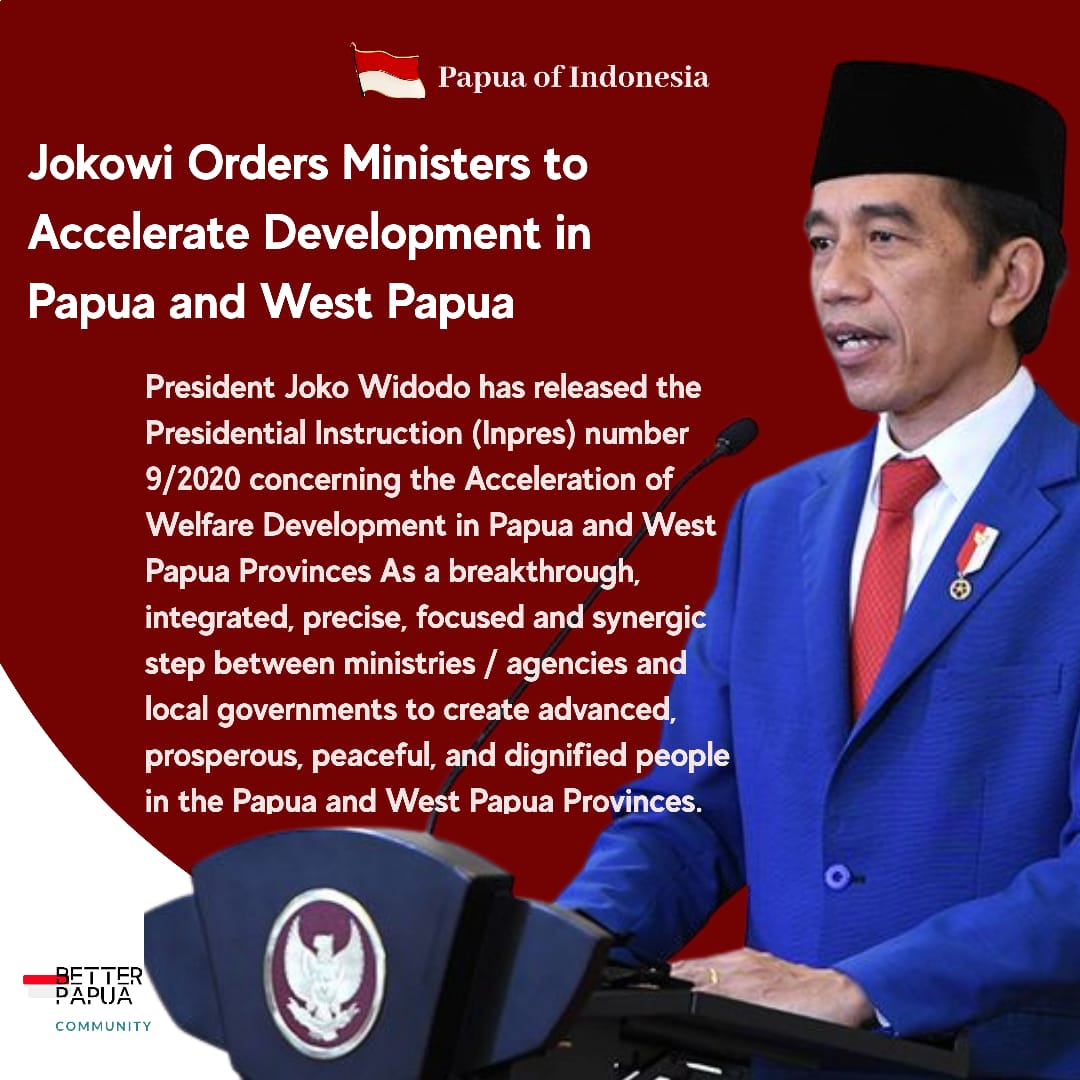 Papua of Indonesia
Jokowi Orders Ministers to
Accelerate Development in
Papua and West Papua
President Joko Widodo has released the
Presidential Instruction (Inpres) number
9/2020 concerning the Acceleration of
Welfare Development in Papua and West
Papua Provinces As a breakthrough,
integrated, precise, focused and synergic
step between ministries / agencies and
local governments to create advanced,
prosperous, peaceful, and dignified people
in the Papua and West Papua Provinces.
BETTER
PAPUA
COMMUNITY